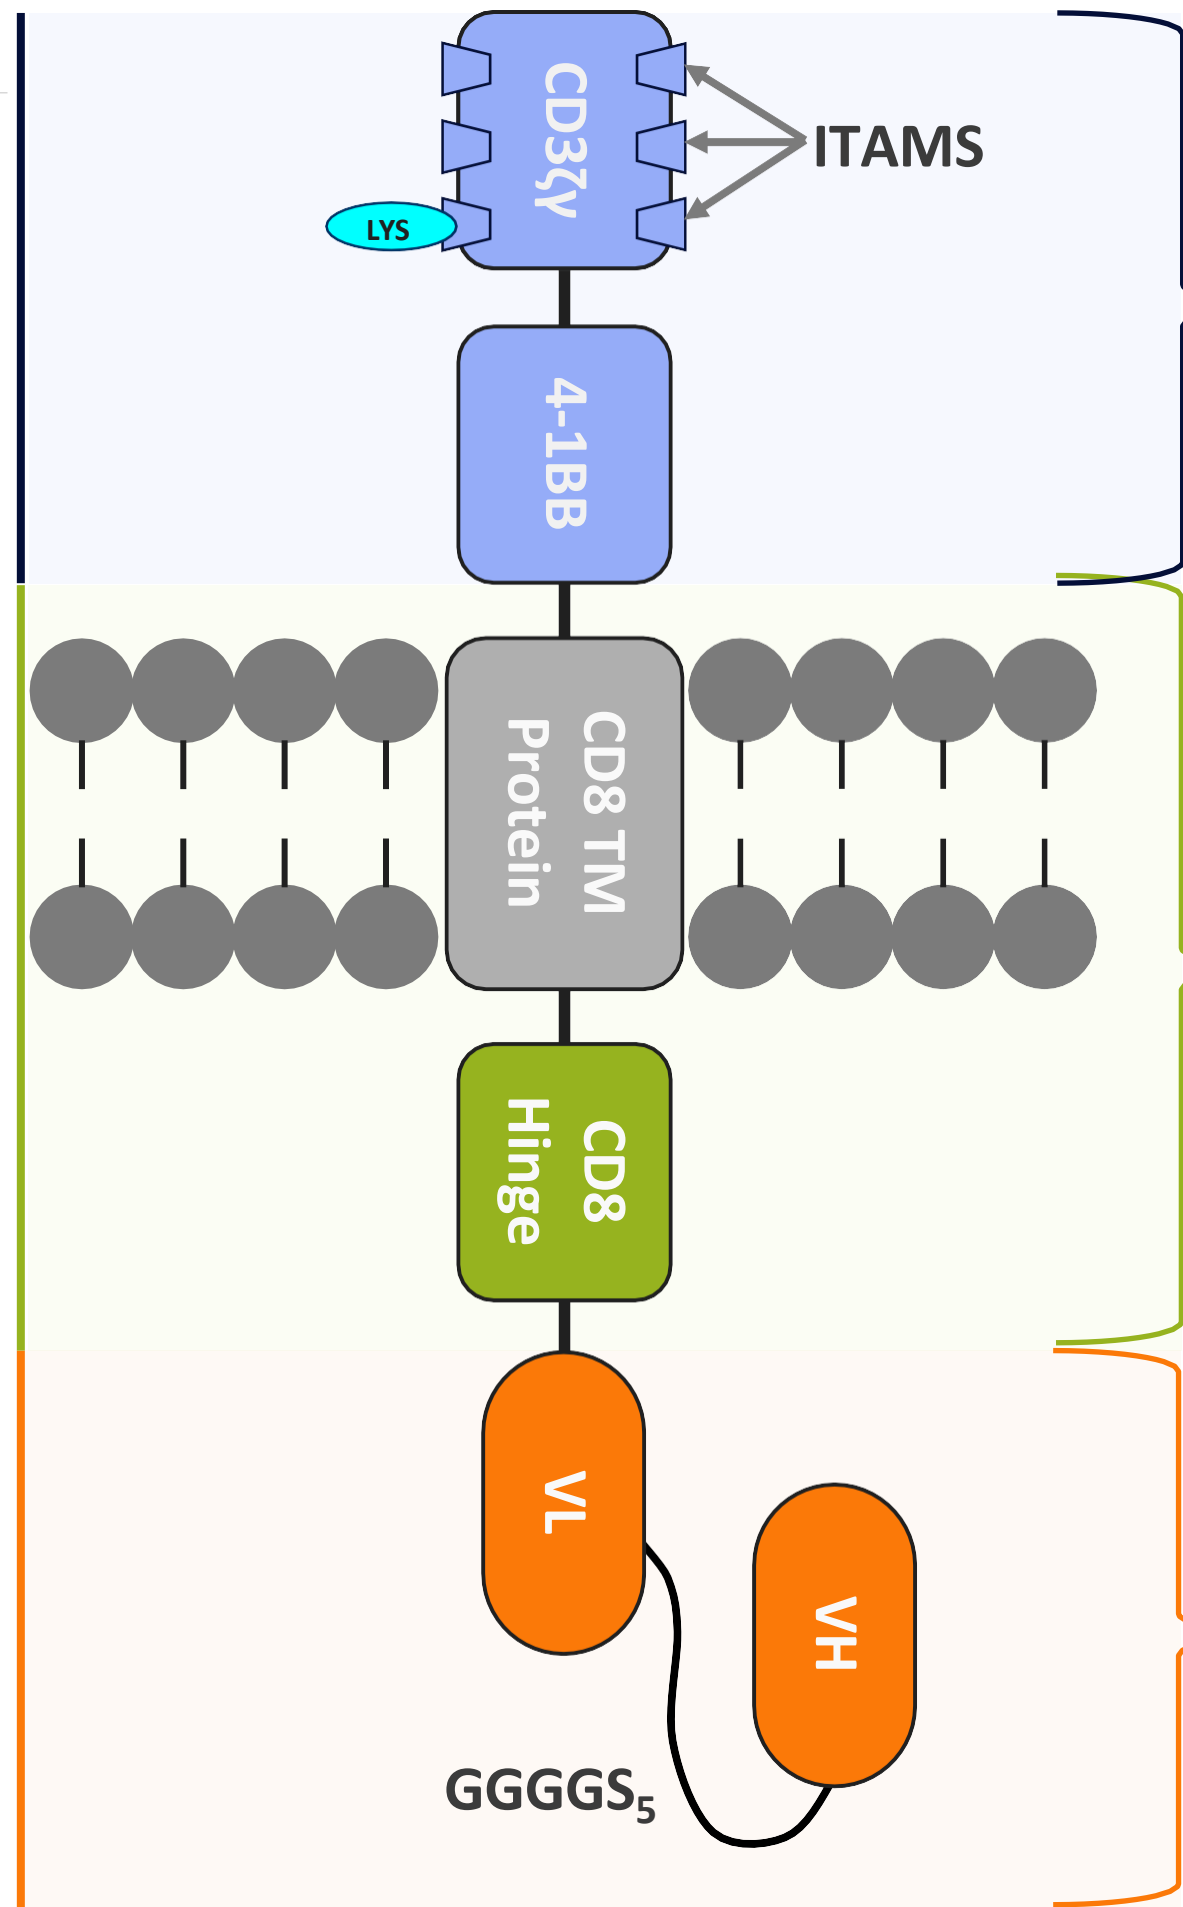 CD3ζγ
ITAMS
LYS
4-1BB
CD8 TM
Protein
CD8
Hinge
VL
VH
GGGGS₅